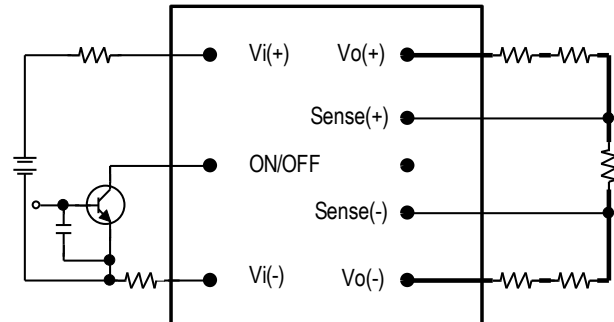 Vi(+) Vo(+)
Sense(+)
ON/OFF
Sense(-)
Vi(-) Vo(-)